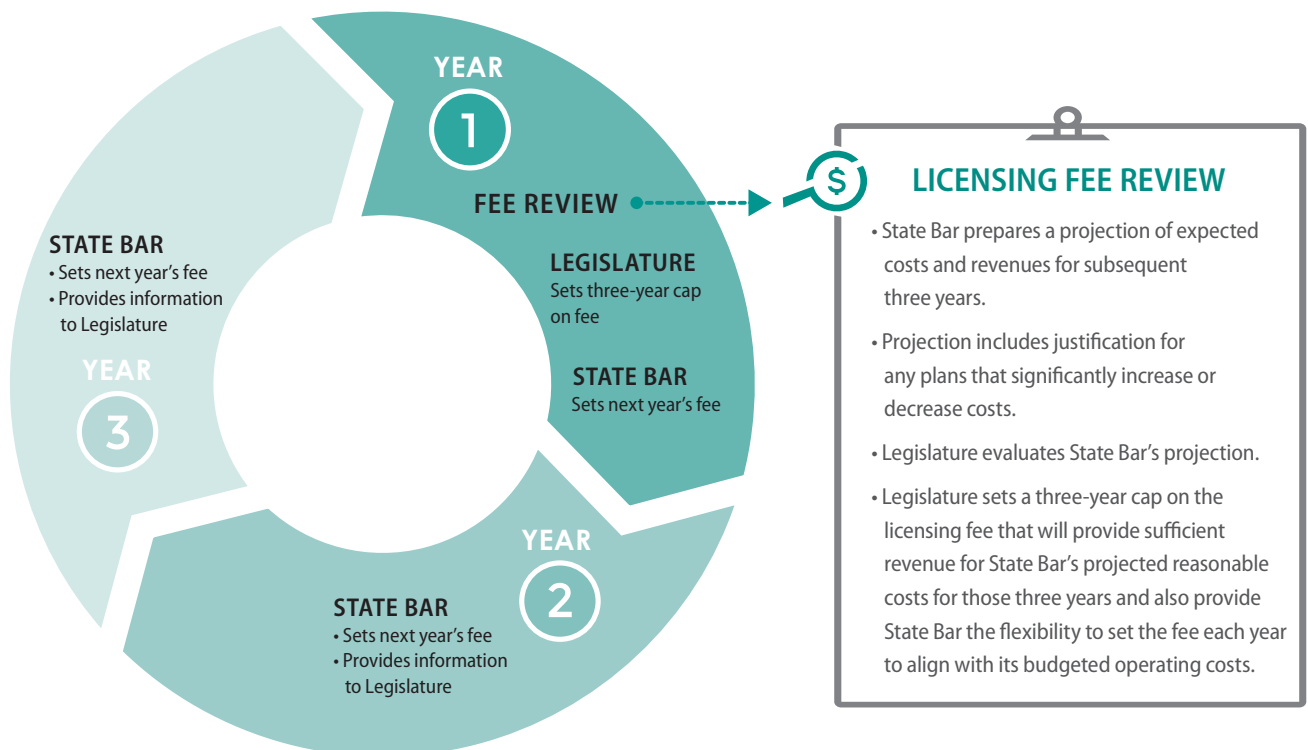 YEAR
1
FEE REVIEW
LEGISLATURE
Sets three-year cap
on fee
STATE BAR
Sets next year's fee
YEAR
2
STATE BAR
• Sets next year's fee
• Provides information
to Legislature
STATE BAR
• Sets next year's fee
• Provides information
to Legislature
YEAR
3
$
LICENSING FEE REVIEW
• State Bar prepares a projection of expected
costs and revenues for subsequent
three years.
• Projection includes justification for
any plans that significantly increase or
decrease costs.
• Legislature evaluates State Bar's projection.
• Legislature sets a three-year cap on the
licensing fee that will provide sufficient
revenue for State Bar's projected reasonable
costs for those three years and also provide
State Bar the flexibility to set the fee each year
to align with its budgeted operating costs.